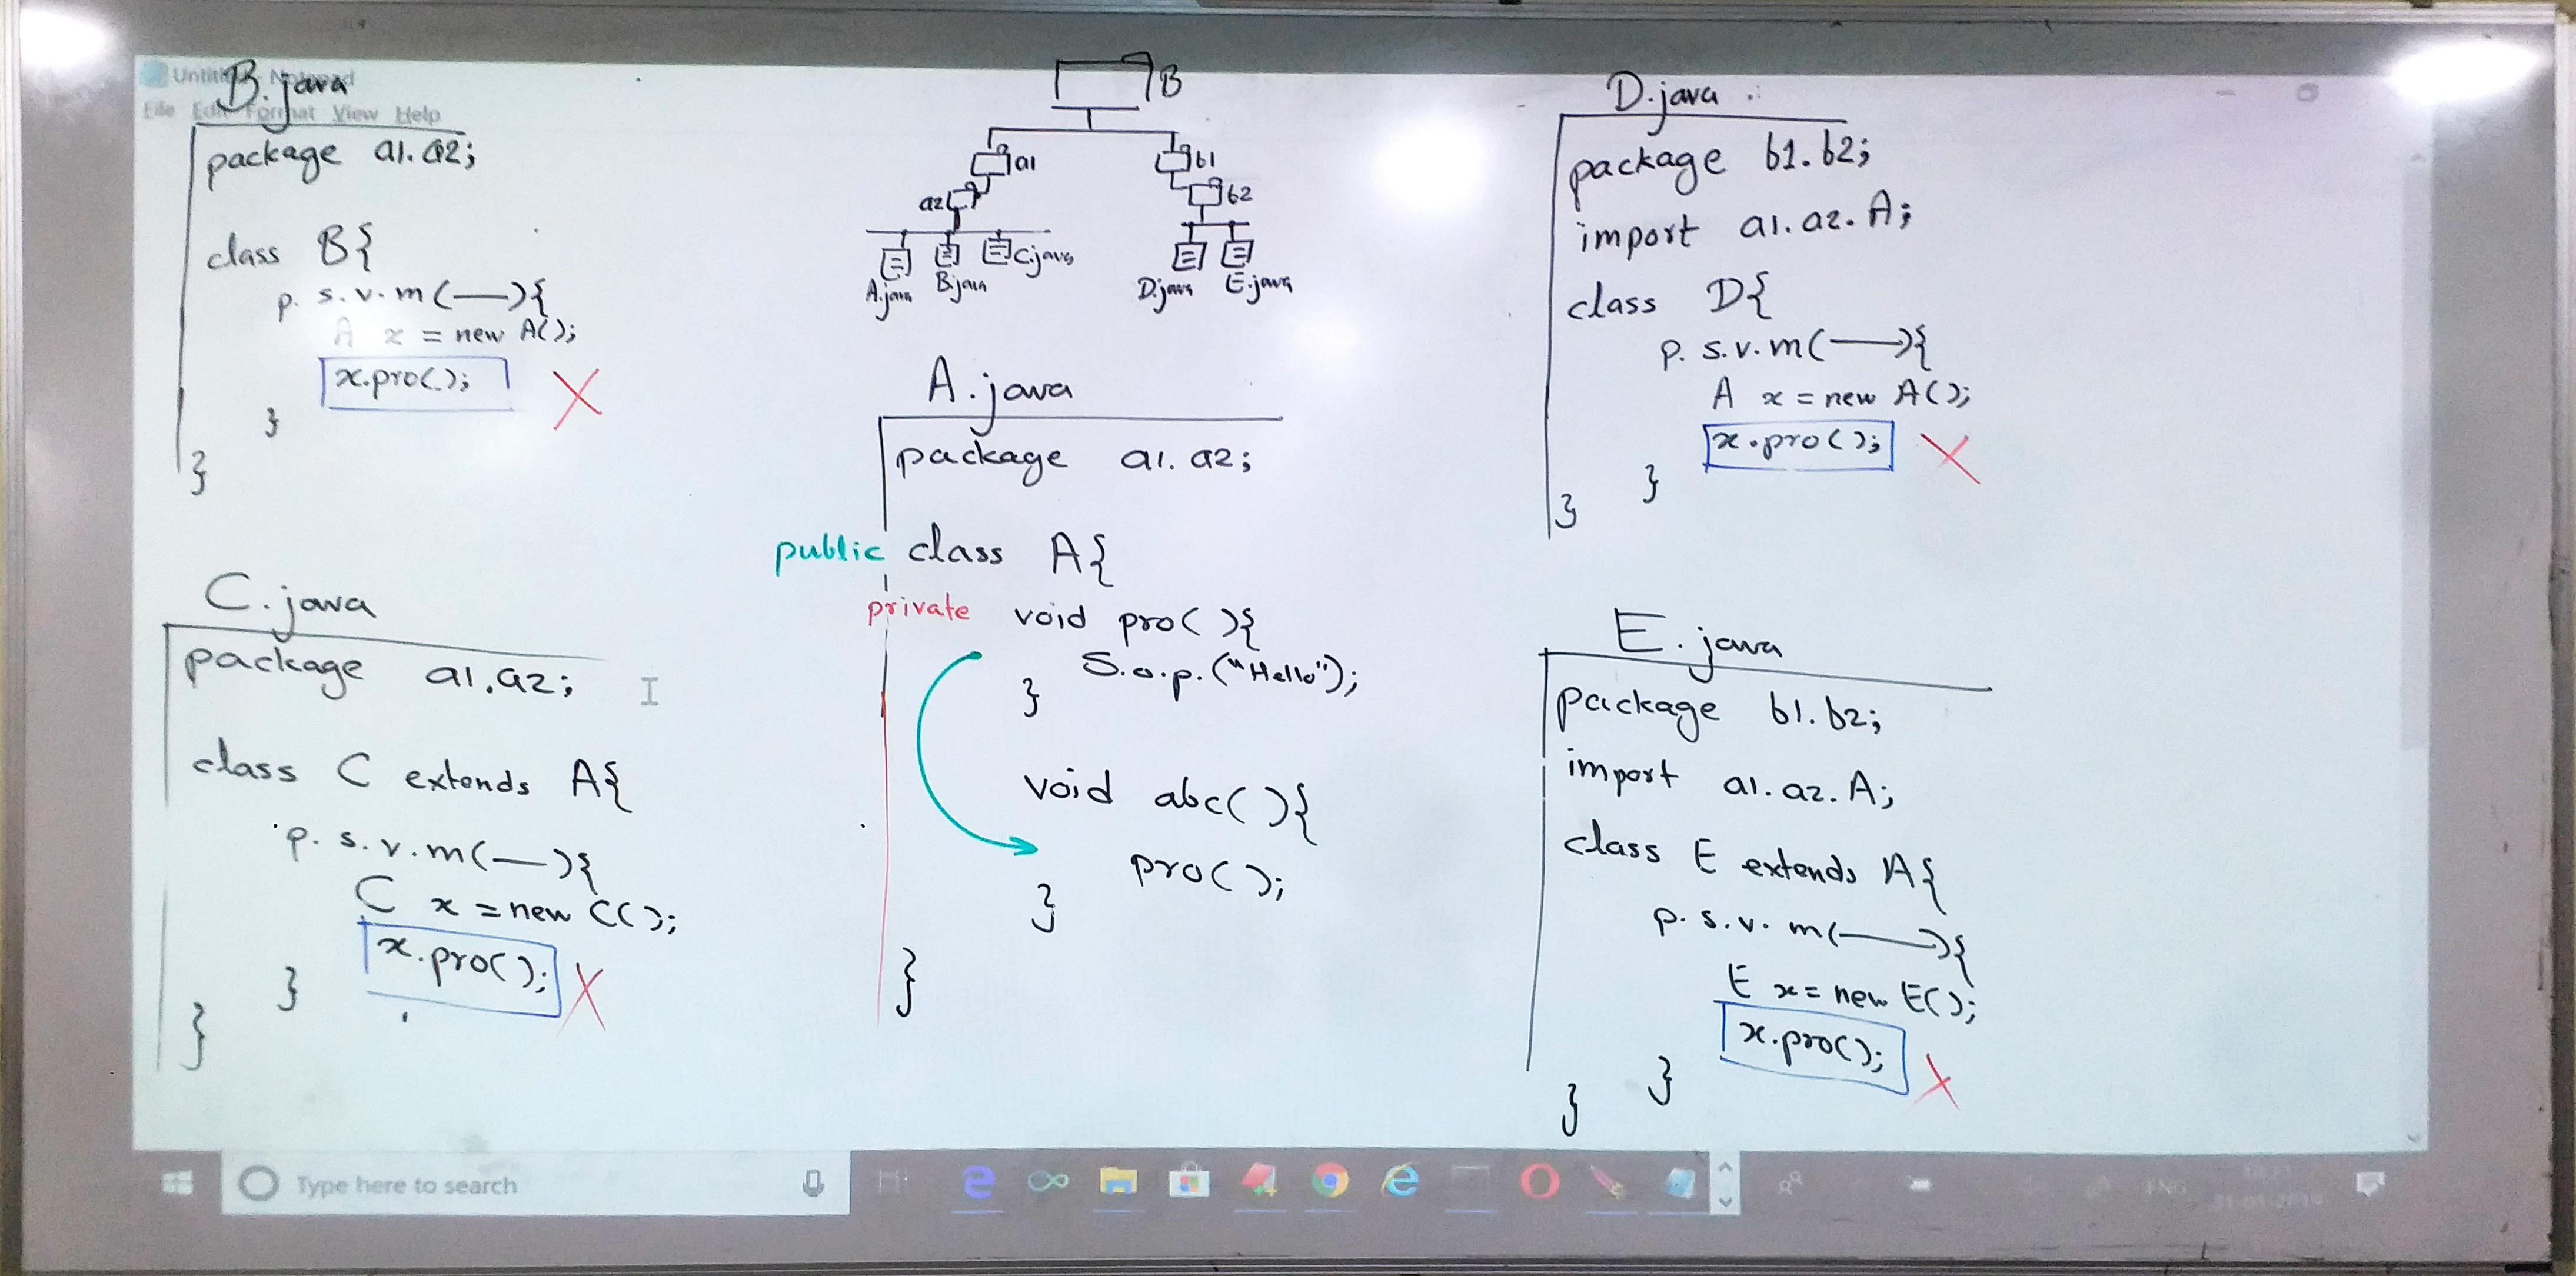 Notepad
File Edit Format View Help
B.java
package a1.a2;
class B{
p. s. v. m(—){
A x = new A();
x.pro();
}
}
C.java
package a1.a2;
class C extends A{
p. s. v. m(—){
C x = new C();
x.pro();
}
}
B
a1
b1
a2
b2
A.java
B.java
C.java
D.java
E.java
A.java
package a1.a2;
public class A{
private void pro( ){
S.o.p.("Hello");
}
void abc( ){
pro( );
}
}
D.java
package b1.b2;
import a1.a2.A;
class D{
p. s. v. m(—){
A x = new A();
x.pro();
}
}
E.java
package b1.b2;
import a1.a2.A;
class E extends A{
p. s. v. m(—){
E x = new E();
x.pro();
}
}
Type here to search
ENG